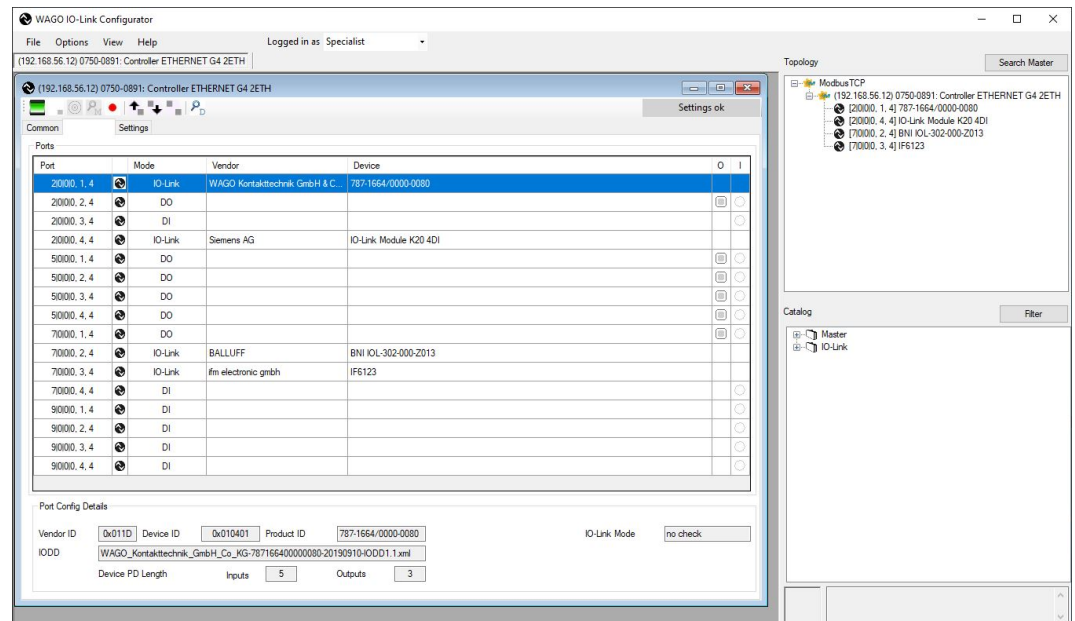 WAGO IO-Link Configurator
File Options View Help Logged in as Specialist
(192.168.56.12) 0750-0891: Controller ETHERNET G4 2ETH
Topology Search Master
ModbusTCP
(192.168.56.12) 0750-0891: Controller ETHERNET G4 2ETH
[2|0|0|0, 1, 4] 787-1664/0000-0080
[2|0|0|0, 4, 4] IO-Link Module K20 4DI
[7|0|0|0, 2, 4] BNI IOL-302-000-Z013
[7|0|0|0, 3, 4] IF6123
(192.168.56.12) 0750-0891: Controller ETHERNET G4 2ETH
Settings ok
Common Settings
Ports
Port Mode Vendor Device O I
2|0|0|0, 1, 4 IO-Link WAGO Kontakttechnik GmbH & C... 787-1664/0000-0080
2|0|0|0, 2, 4 DO
2|0|0|0, 3, 4 DI
2|0|0|0, 4, 4 IO-Link Siemens AG IO-Link Module K20 4DI
5|0|0|0, 1, 4 DO
5|0|0|0, 2, 4 DO
5|0|0|0, 3, 4 DO
5|0|0|0, 4, 4 DO
7|0|0|0, 1, 4 DO
7|0|0|0, 2, 4 IO-Link BALLUFF BNI IOL-302-000-Z013
7|0|0|0, 3, 4 IO-Link ifm electronic gmbh IF6123
7|0|0|0, 4, 4 DI
9|0|0|0, 1, 4 DI
9|0|0|0, 2, 4 DI
9|0|0|0, 3, 4 DI
9|0|0|0, 4, 4 DI
Catalog Filter
Master
IO-Link
Port Config Details
Vendor ID 0x011D Device ID 0x010401 Product ID 787-1664/0000-0080 IO-Link Mode no check
IODD WAGO_Kontakttechnik_GmbH_Co_KG-787166400000080-20190910-IODD1.1.xml
Device PD Length Inputs 5 Outputs 3